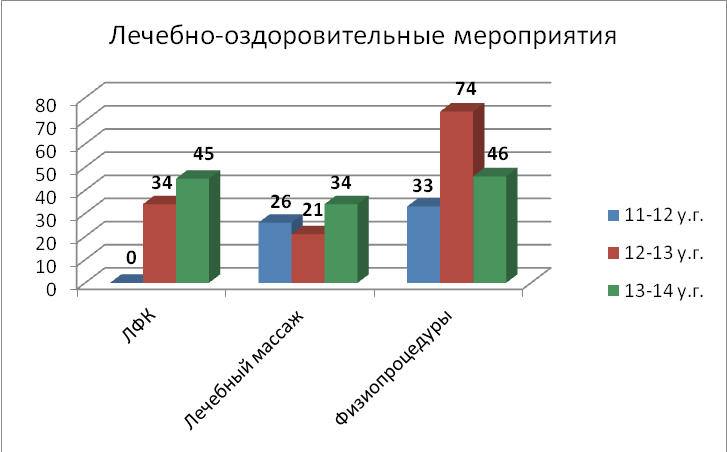 Лечебно-оздоровительные мероприятия
80
70
60
50
40
30
20
10
0
0
34
45
26
21
34
33
74
46
ЛФК
Лечебный массаж
Физиопроцедуры
11-12 у.г.
12-13 у.г.
13-14 у.г.